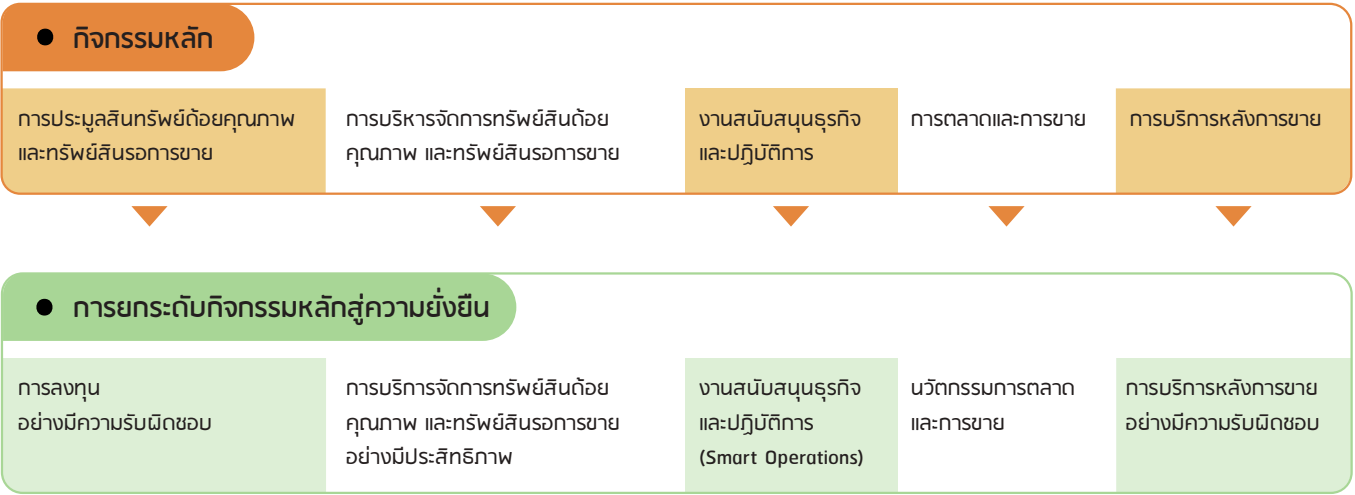 กิจกรรมหลัก
การประมูลสินทรัพย์ด้อยคุณภาพ
และทรัพย์สินรอการขาย
การบริหารจัดการทรัพย์สินด้อย
คุณภาพ และทรัพย์สินรอการขาย
งานสนับสนุนธุรกิจ
และปฏิบัติการ
การตลาดและการขาย
การบริการหลังการขาย
การยกระดับกิจกรรมหลักสู่ความยั่งยืน
การลงทุน
อย่างมีความรับผิดชอบ
การบริการจัดการทรัพย์สินด้อย
คุณภาพ และทรัพย์สินรอการขาย
อย่างมีประสิทธิภาพ
งานสนับสนุนธุรกิจ
และปฏิบัติการ
(Smart Operations)
นวัตกรรมการตลาด
และการขาย
การบริการหลังการขาย
อย่างมีความรับผิดชอบ